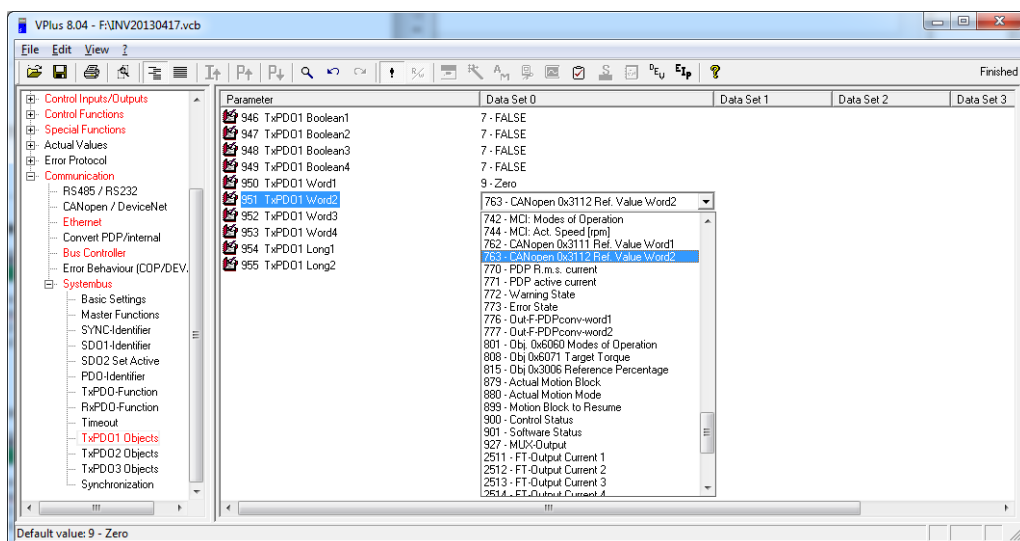 VPlus 8.04 - F:\INV20130417.vcb
File Edit View ?
Finished
Control Inputs/Outputs
Control Functions
Special Functions
Actual Values
Error Protocol
Communication
RS485 / RS232
CANopen / DeviceNet
Ethernet
Convert PDP/internal
Bus Controller
Error Behaviour (COP/DEV.
Systembus
Basic Settings
Master Functions
SYNC-Identifier
SDO1-Identifier
SDO2 Set Active
PDO-Identifier
TxPDO-Function
RxPDO-Function
Timeout
TxPDO1 Objects
TxPDO2 Objects
TxPDO3 Objects
Synchronization
Parameter Data Set 0 Data Set 1 Data Set 2 Data Set 3
946 TxPDO1 Boolean1 7 - FALSE
947 TxPDO1 Boolean2 7 - FALSE
948 TxPDO1 Boolean3 7 - FALSE
949 TxPDO1 Boolean4 7 - FALSE
950 TxPDO1 Word1 9 - Zero
951 TxPDO1 Word2 763 - CANopen 0x3112 Ref. Value Word2
952 TxPDO1 Word3
953 TxPDO1 Word4
954 TxPDO1 Long1
955 TxPDO1 Long2
742 - MCI: Modes of Operation
744 - MCI: Act. Speed [rpm]
762 - CANopen 0x3111 Ref. Value Word1
763 - CANopen 0x3112 Ref. Value Word2
770 - PDP R.m.s. current
771 - PDP active current
772 - Warning State
773 - Error State
776 - Out-F-PDPconv-word1
777 - Out-F-PDPconv-word2
801 - Obj. 0x6060 Modes of Operation
808 - Obj 0x6071 Target Torque
815 - Obj 0x3006 Reference Percentage
879 - Actual Motion Block
880 - Actual Motion Mode
899 - Motion Block to Resume
900 - Control Status
901 - Software Status
927 - MUX-Output
2511 - FT-Output Current 1
2512 - FT-Output Current 2
2513 - FT-Output Current 3
2514 - FT-Output Current 4
Default value: 9 - Zero